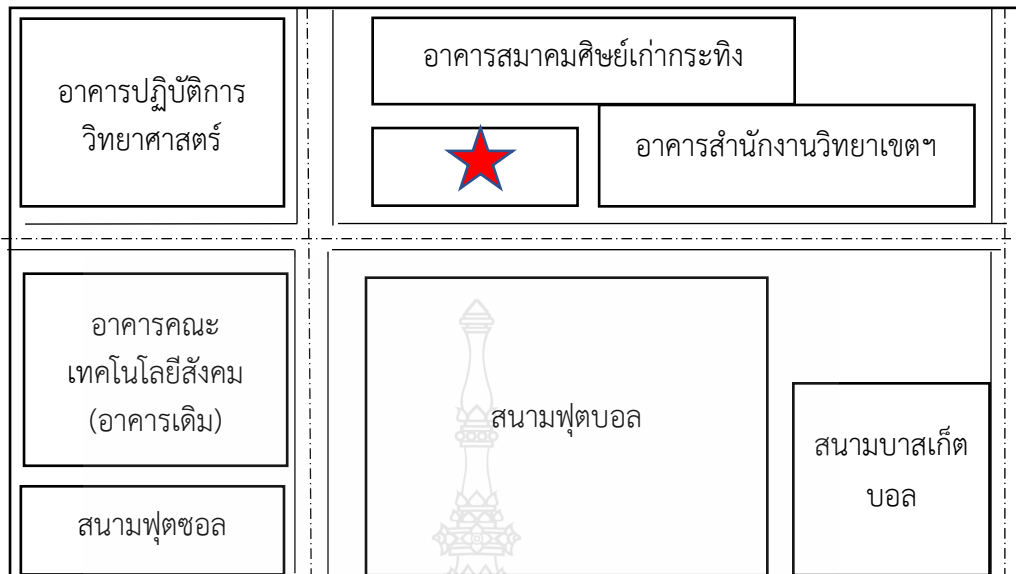 อาคารปฏิบัติการ
วิทยาศาสตร์
อาคารสมาคมศิษย์เก่ากระทิง
อาคารสำนักงานวิทยาเขตฯ
อาคารคณะ
เทคโนโลยีสังคม
(อาคารเดิม)
สนามฟุตซอล
สนามฟุตบอล
สนามบาสเก็ต
บอล